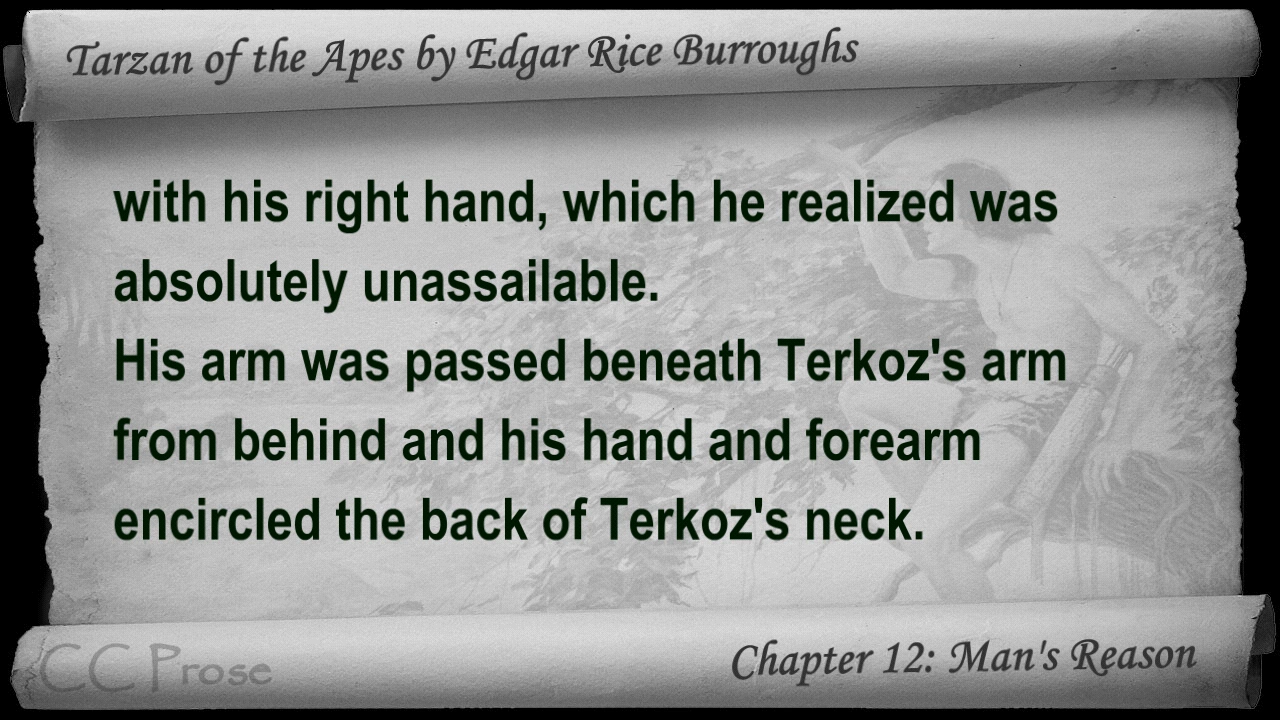 Tarzan of the Apes by Edgar Rice Burroughs
with his right hand, which he realized was
absolutely unassailable.
His arm was passed beneath Terkoz's arm
from behind and his hand and forearm
encircled the back of Terkoz's neck.
CC Prose
Chapter 12: Man's Reason